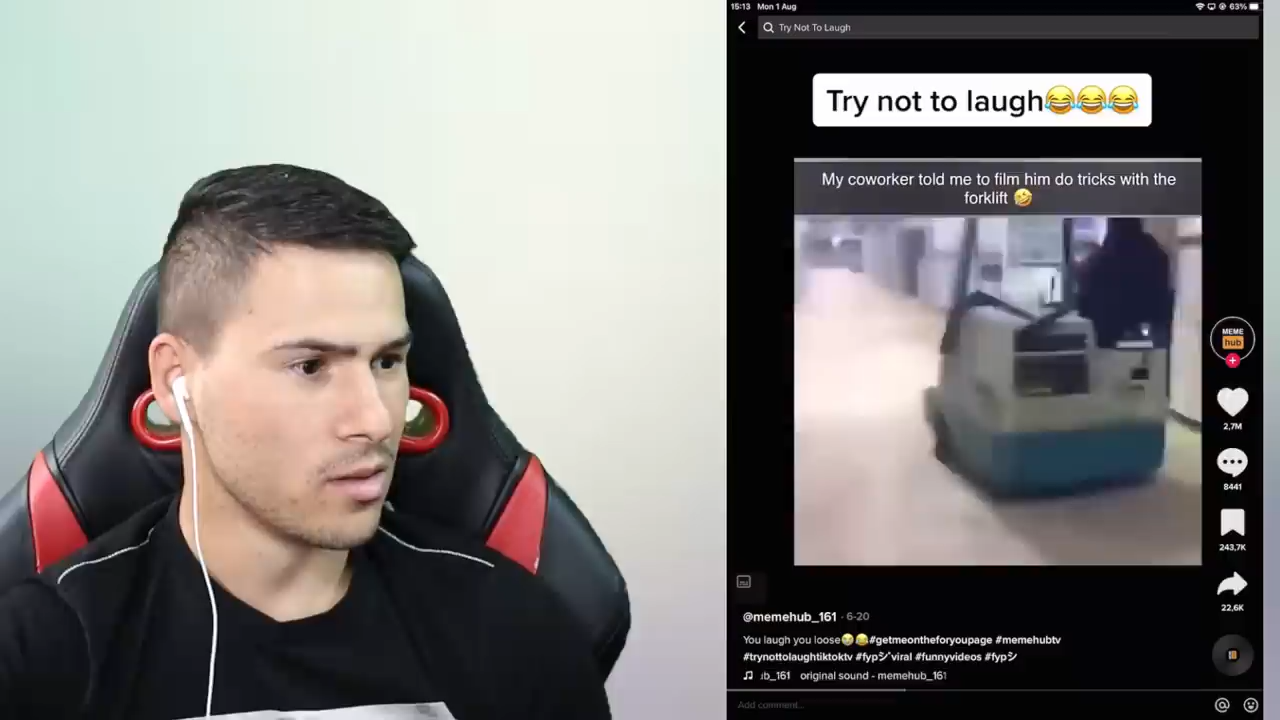 15:13 Mon 1 Aug
63%
Try Not To Laugh
Try not to laugh😂😂😂
My coworker told me to film him do tricks with the
forklift 🤣
MEME
hub
2,7M
8441
243,7K
22,6K
@memehub_161 · 6-20
You laugh you loose😂😂#getmeontheforyoupage #memehubtv
#trynottolaughtiktoktv #fypシ゚viral #funnyvideos #fypシ
ıb_161 original sound - memehub_161
Add comment...